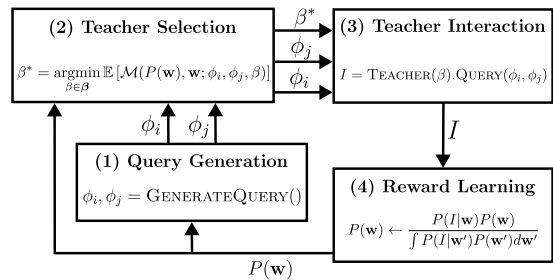 (2) Teacher Selection
β* = argmin 𝔼 [ℳ(P(𝐰), 𝐰; ϕᵢ, ϕⱼ, β)]
β∈𝜷
β*
ϕⱼ
ϕᵢ
(3) Teacher Interaction
I = TEACHER(β).QUERY(ϕᵢ, ϕⱼ)
ϕᵢ
ϕⱼ
I
(1) Query Generation
ϕᵢ, ϕⱼ = GENERATEQUERY()
(4) Reward Learning
P(𝐰) ← P(I|𝐰)P(𝐰) / ∫ P(I|𝐰′)P(𝐰′)d𝐰′
P(𝐰)